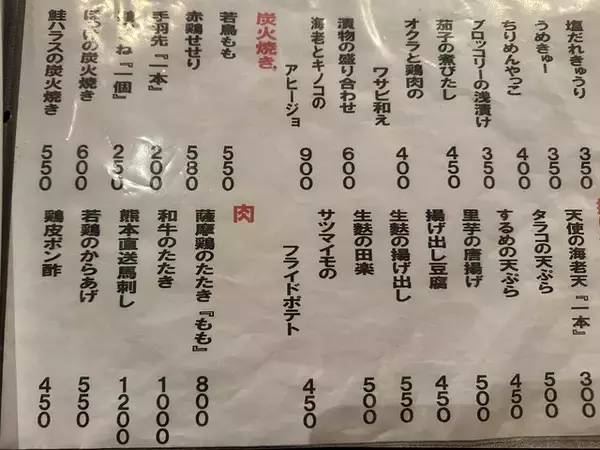 塩だれきゅうり 350
うめきゅー 350
ちりめんやっこ 400
ブロッコリーの浅漬け 350
茄子の煮びたし 450
オクラと鶏肉の
ワサビ和え 400
漬物の盛り合わせ 600
海老とキノコの
アヒージョ 900
炭火焼き
若鳥もも 550
赤鶏せせり 580
手羽先『一本』 200
『一個』 250
の炭火焼き 600
鮭ハラスの炭火焼き 550
天使の海老天『一本』 300
タラコの天ぷら 500
するめの天ぷら 450
里芋の唐揚げ 500
揚げ出し豆腐 450
生麩の揚げ出し 550
生麩の田楽 500
サツマイモの
フライドポテト 450
肉
薩摩鶏のたたき『もも』 800
和牛のたたき 1000
熊本直送馬刺し 1200
若鶏のからあげ 550
鶏皮ポン酢 450